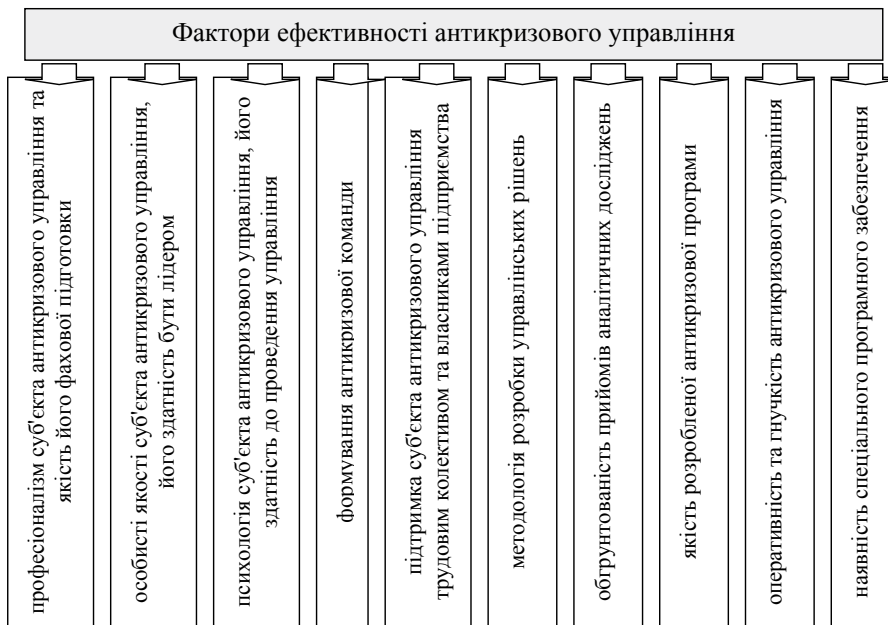 Фактори ефективності антикризового управління
професіоналізм суб'єкта антикризового управління та
якість його фахової підготовки
особисті якості суб'єкта антикризового управління,
його здатність бути лідером
психологія суб'єкта антикризового управління, його
здатність до проведення управління
формування антикризової команди
підтримка суб'єкта антикризового управління
трудовим колективом та власниками підприємства
методологія розробки управлінських рішень
обгрунтованість прийомів аналітичних досліджень
якість розробленої антикризової програми
оперативність та гнучкість антикризового управління
наявність спеціального програмного забезпечення